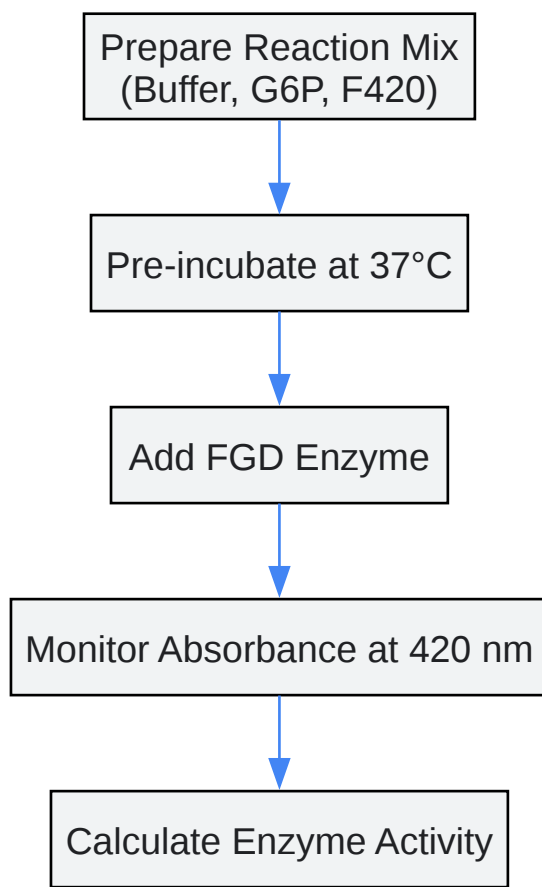 Prepare Reaction Mix
(Buffer, G6P, F420)
Pre-incubate at 37°C
Add FGD Enzyme
Monitor Absorbance at 420 nm
Calculate Enzyme Activity